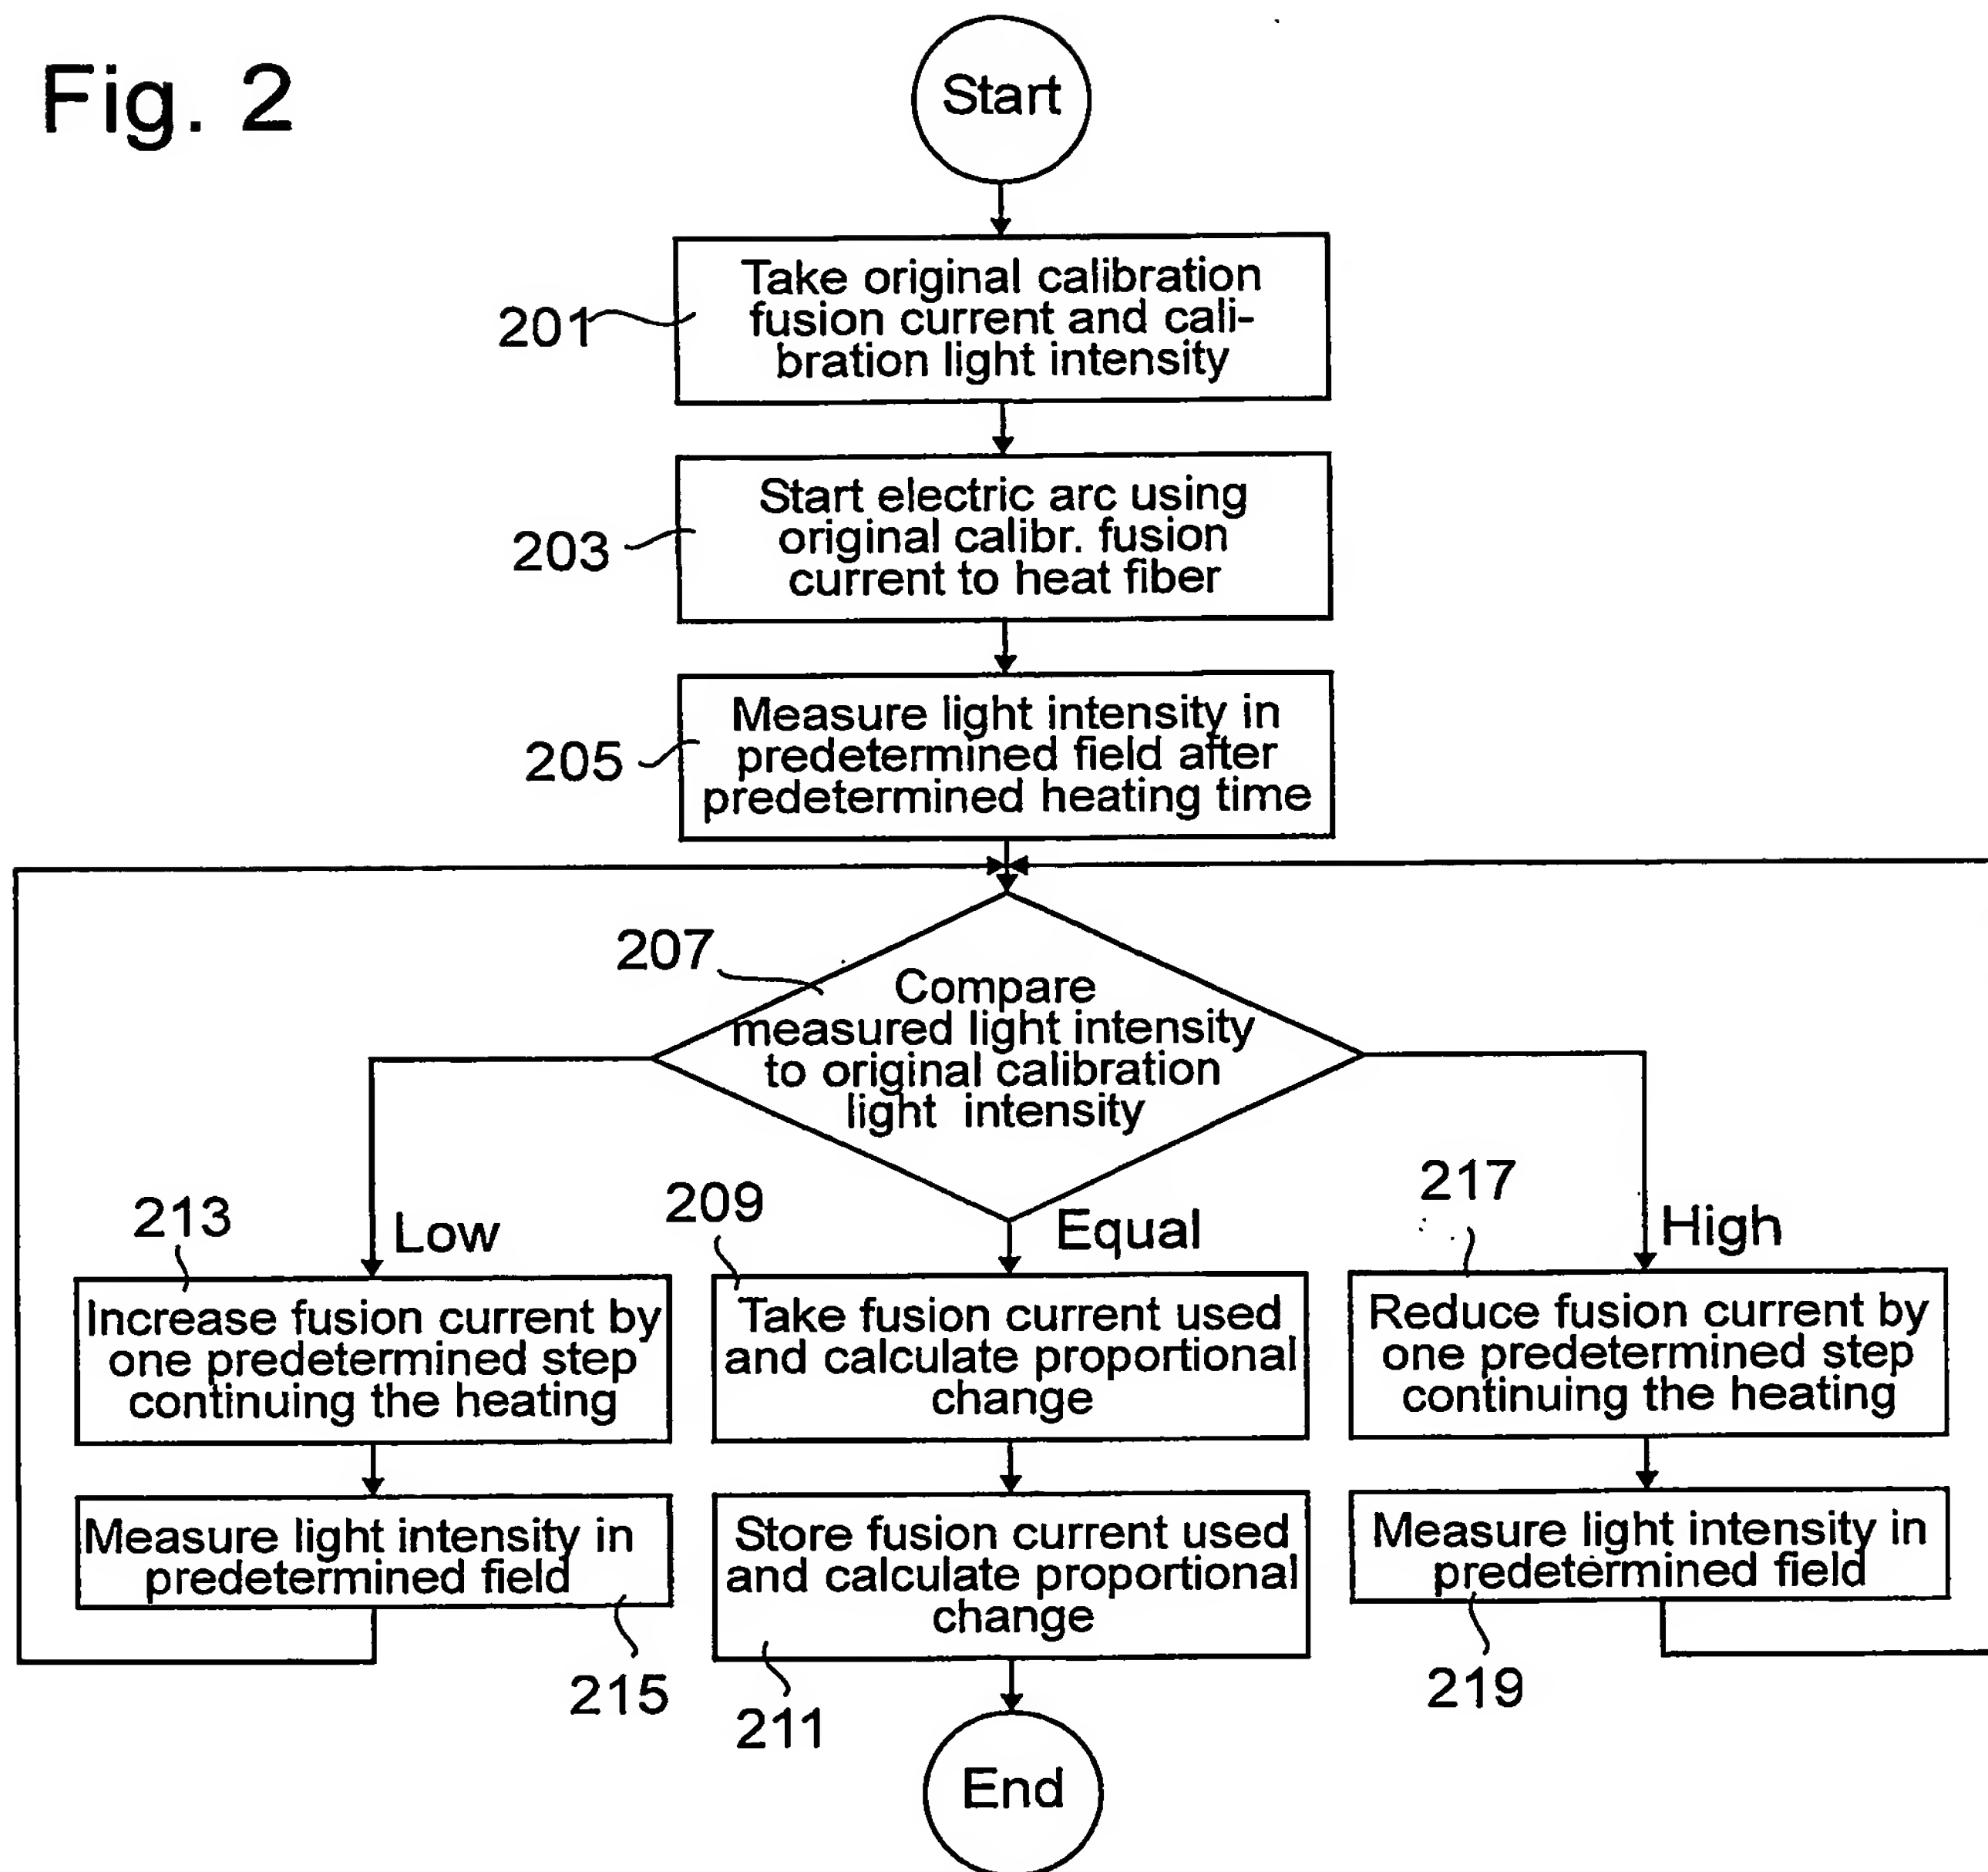 Fig. 2
Start
201
Take original calibration
fusion current and cali-
bration light intensity
203
Start electric arc using
original calibr. fusion
current to heat fiber
205
Measure light intensity in
predetermined field after
predetermined heating time
207
Compare
measured light intensity
to original calibration
light intensity
213
Low
Increase fusion current by
one predetermined step
continuing the heating
Measure light intensity in
predetermined field
215
209
Equal
Take fusion current used
and calculate proportional
change
Store fusion current used
and calculate proportional
change
211
217
High
Reduce fusion current by
one predetermined step
continuing the heating
Measure light intensity in
predetermined field
219
End